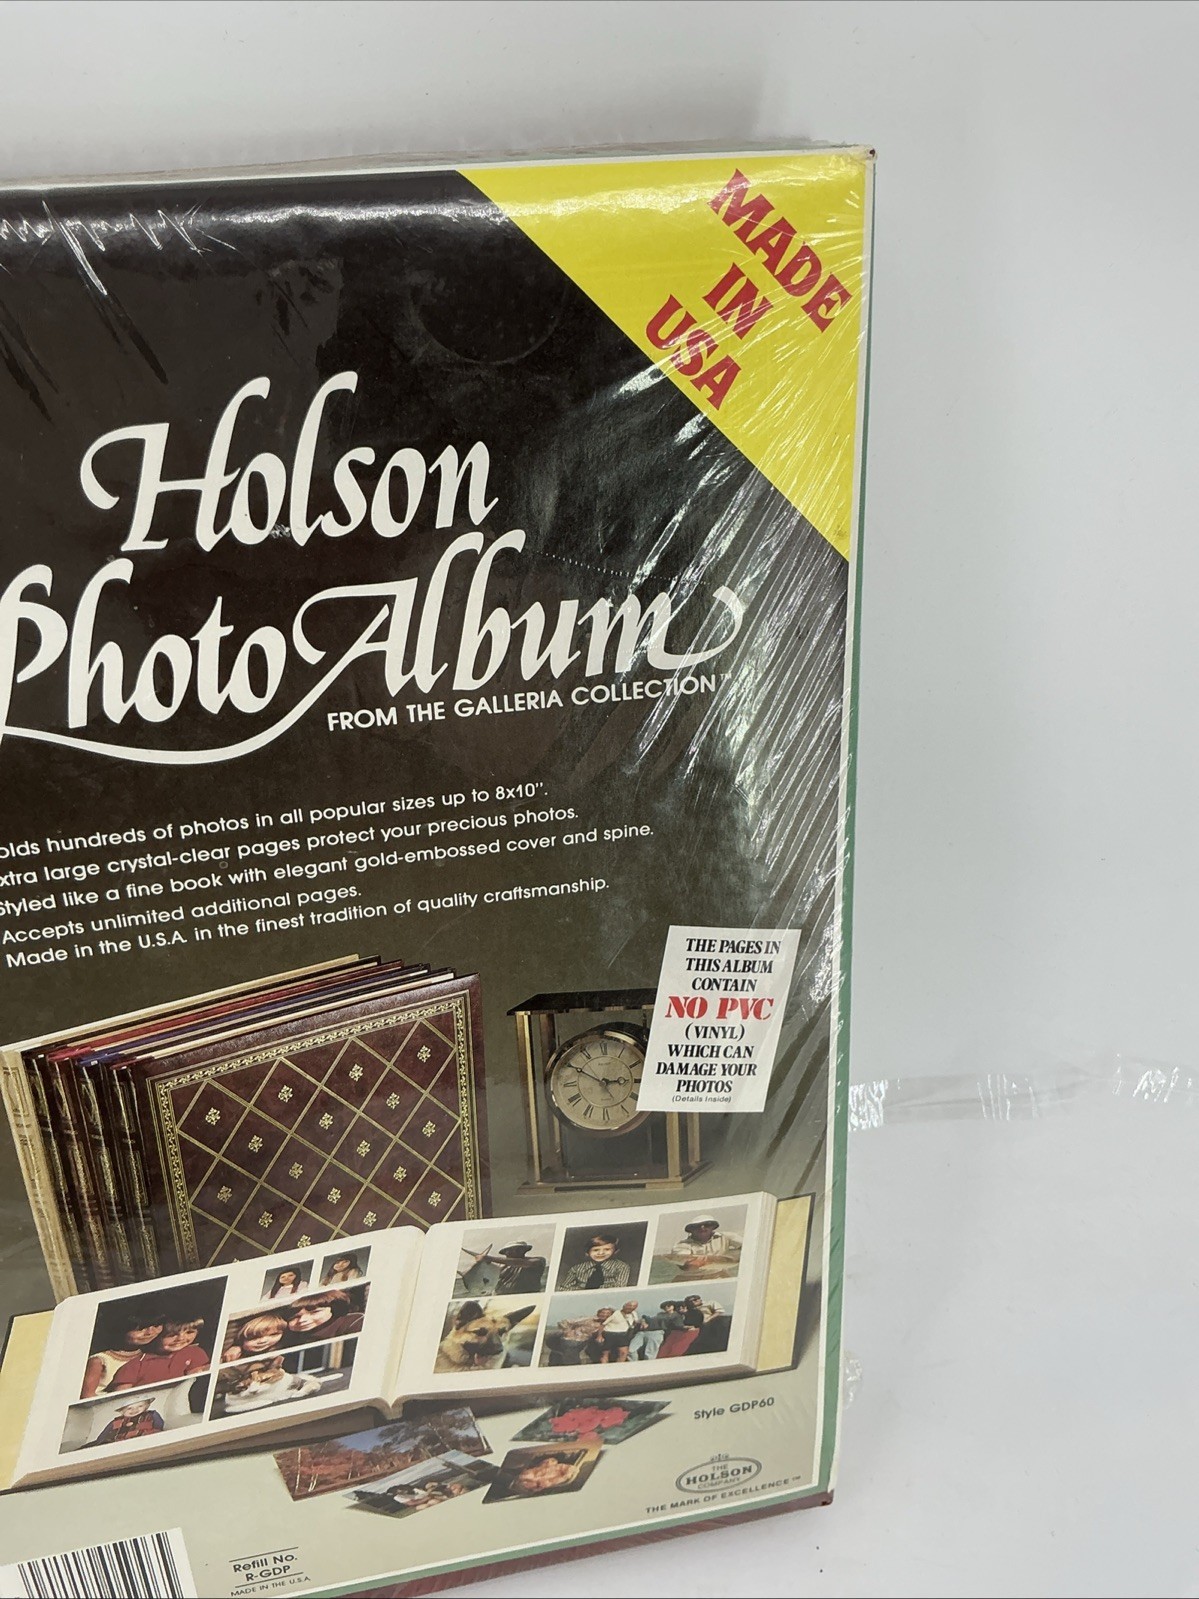 MADE
IN
USA
Holson
Photo Album
FROM THE GALLERIA COLLECTION™
olds hundreds of photos in all popular sizes up to 8x10".
xtra large crystal-clear pages protect your precious photos.
Styled like a fine book with elegant gold-embossed cover and spine.
Accepts unlimited additional pages.
Made in the U.S.A. in the finest tradition of quality craftsmanship.
THE PAGES IN
THIS ALBUM
CONTAIN
NO PVC
(VINYL)
WHICH CAN
DAMAGE YOUR
PHOTOS
(Details Inside)
Style GDP60
THE
HOLSON
COMPANY
THE MARK OF EXCELLENCE™
Refill No.
R-GDP
MADE IN THE U.S.A.